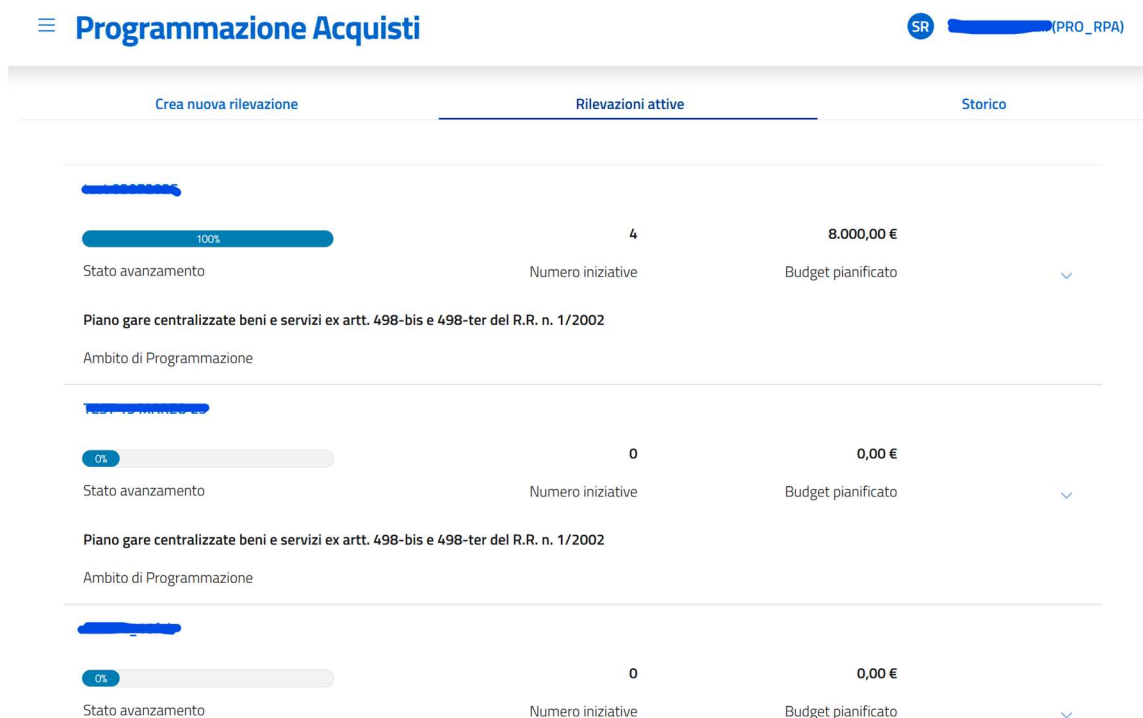 Programmazione Acquisti
SR (PRO_RPA)
Crea nuova rilevazione Rilevazioni attive Storico
100% 4 8.000,00 €
Stato avanzamento Numero iniziative Budget pianificato
Piano gare centralizzate beni e servizi ex artt. 498-bis e 498-ter del R.R. n. 1/2002
Ambito di Programmazione
0% 0 0,00 €
Stato avanzamento Numero iniziative Budget pianificato
Piano gare centralizzate beni e servizi ex artt. 498-bis e 498-ter del R.R. n. 1/2002
Ambito di Programmazione
0% 0 0,00 €
Stato avanzamento Numero iniziative Budget pianificato